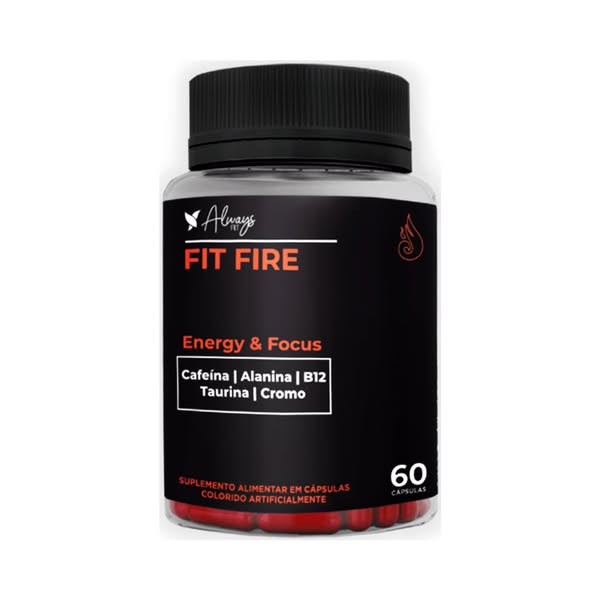 Always
FIT
FIT FIRE
Energy & Focus
Cafeína | Alanina | B12
Taurina | Cromo
SUPLEMENTO ALIMENTAR EM CÁPSULAS
COLORIDO ARTIFICIALMENTE
60
CÁPSULAS